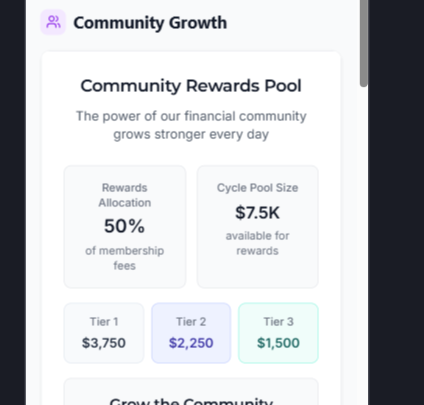 Community Growth
Community Rewards Pool
The power of our financial community
grows stronger every day
Rewards
Allocation
50%
of membership
fees
Cycle Pool Size
$7.5K
available for
rewards
Tier 1
$3,750
Tier 2
$2,250
Tier 3
$1,500
Grow the Community